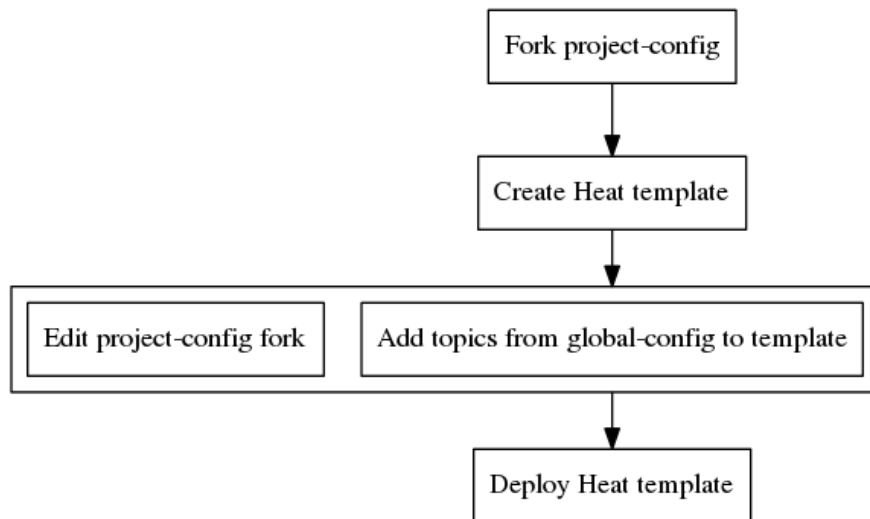 Fork project-config
Create Heat template
Edit project-config fork
Add topics from global-config to template
Deploy Heat template